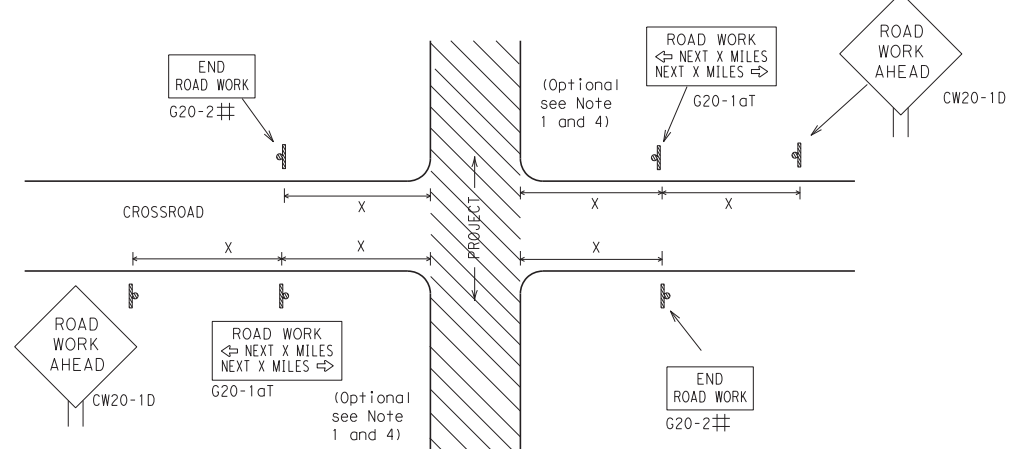 END
ROAD WORK
G20-2#
(Optional
see Note
1 and 4)
ROAD WORK
⇦ NEXT X MILES
NEXT X MILES ⇨
G20-1aT
ROAD
WORK
AHEAD
CW20-1D
X
X
X
CROSSROAD
PROJECT
X
X
X
ROAD
WORK
AHEAD
CW20-1D
ROAD WORK
⇦ NEXT X MILES
NEXT X MILES ⇨
G20-1aT
(Optional
see Note
1 and 4)
END
ROAD WORK
G20-2#